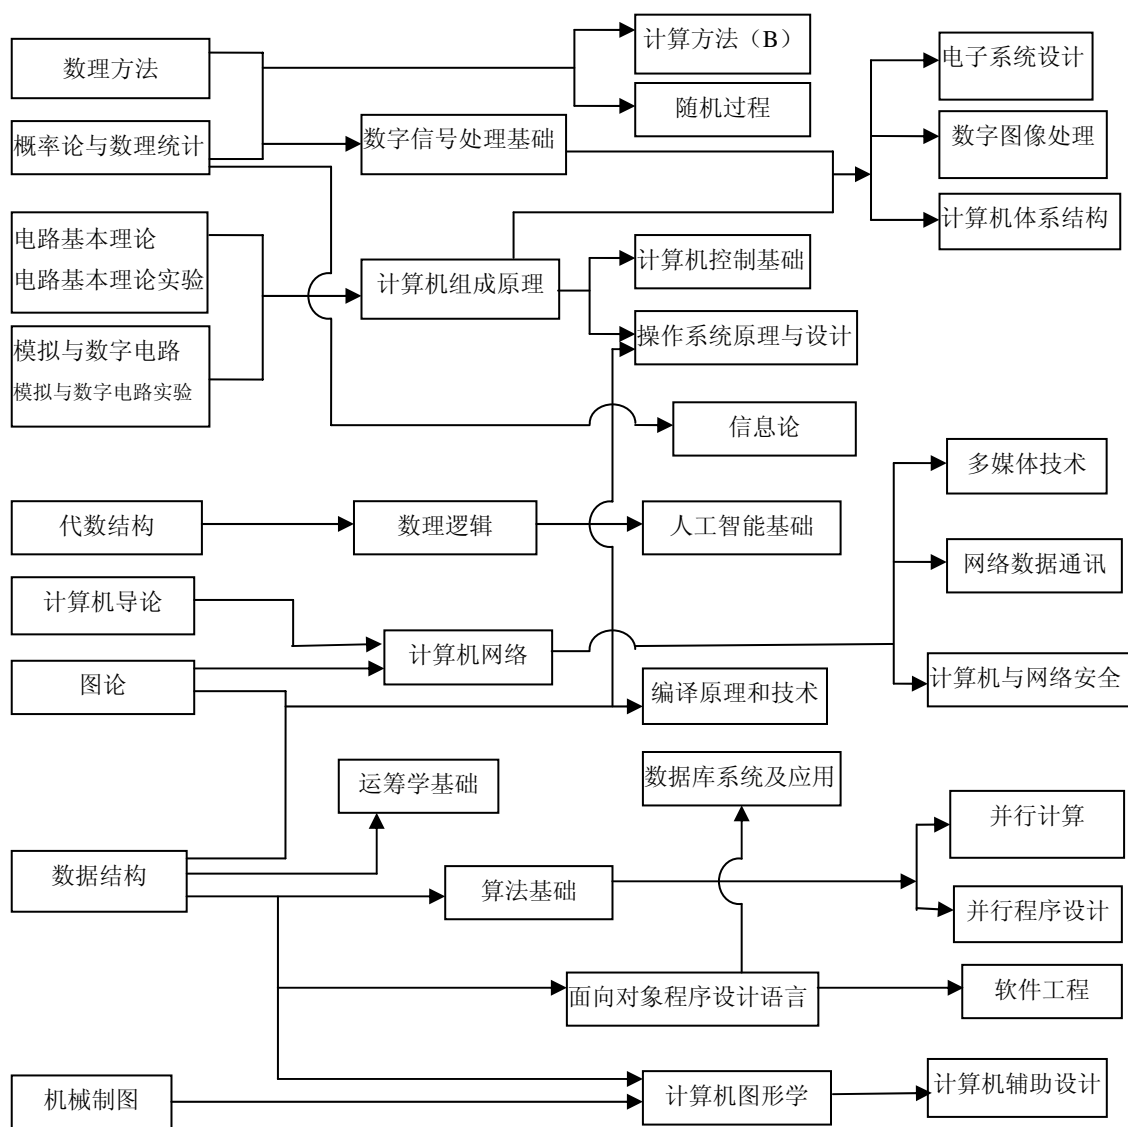 计算方法（B）
电子系统设计
数理方法
随机过程
概率论与数理统计
数字信号处理基础
数字图像处理
计算机体系结构
电路基本理论
电路基本理论实验
计算机组成原理
计算机控制基础
操作系统原理与设计
模拟与数字电路
模拟与数字电路实验
信息论
多媒体技术
代数结构
数理逻辑
人工智能基础
网络数据通讯
计算机导论
计算机网络
图论
计算机与网络安全
编译原理和技术
运筹学基础
数据库系统及应用
并行计算
数据结构
算法基础
并行程序设计
面向对象程序设计语言
软件工程
机械制图
计算机图形学
计算机辅助设计